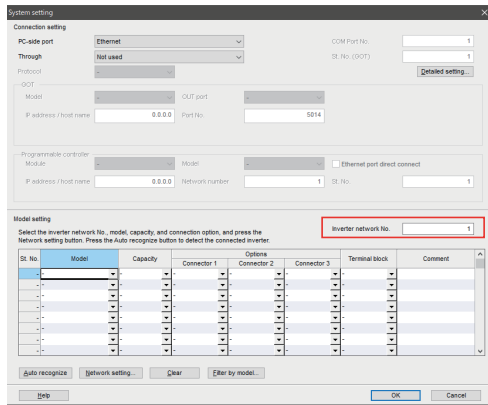 System setting
Connection setting
PC-side port Ethernet COM Port No. 1
Through Not used St. No. (GOT) 1
Protocol - Detailed setting...
GOT
Model - OUT port -
IP address / host name 0.0.0.0 Port No. 5014
Programmable controller
Module - Model - Ethernet port direct connect
IP address / host name 0.0.0.0 Network number 1 St. No. 1
Model setting
Select the inverter network No., model, capacity, and connection option, and press the
Network setting button. Press the Auto recognize button to detect the connected inverter.
Inverter network No. 1
St. No. Model Capacity Options Terminal block Comment
Connector 1 Connector 2 Connector 3
- - - - - - -
- - - - - - -
- - - - - - -
- - - - - - -
- - - - - - -
- - - - - - -
- - - - - - -
Auto recognize Network setting... Clear Filter by model...
Help OK Cancel